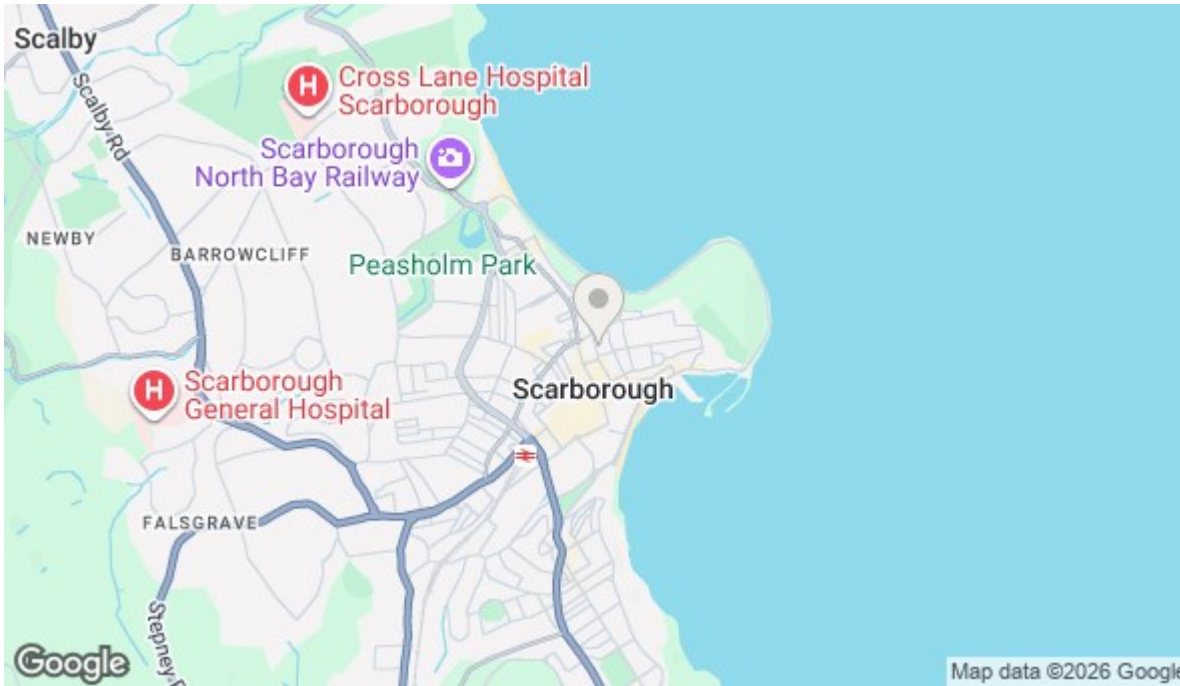 Scalby
Scalby Rd
Cross Lane Hospital
Scarborough
Scarborough
North Bay Railway
NEWBY
BARROWCLIFF
Peasholm Park
Scarborough
General Hospital
Scarborough
FALSGRAVE
Stepney
Google
Map data ©2026 Google